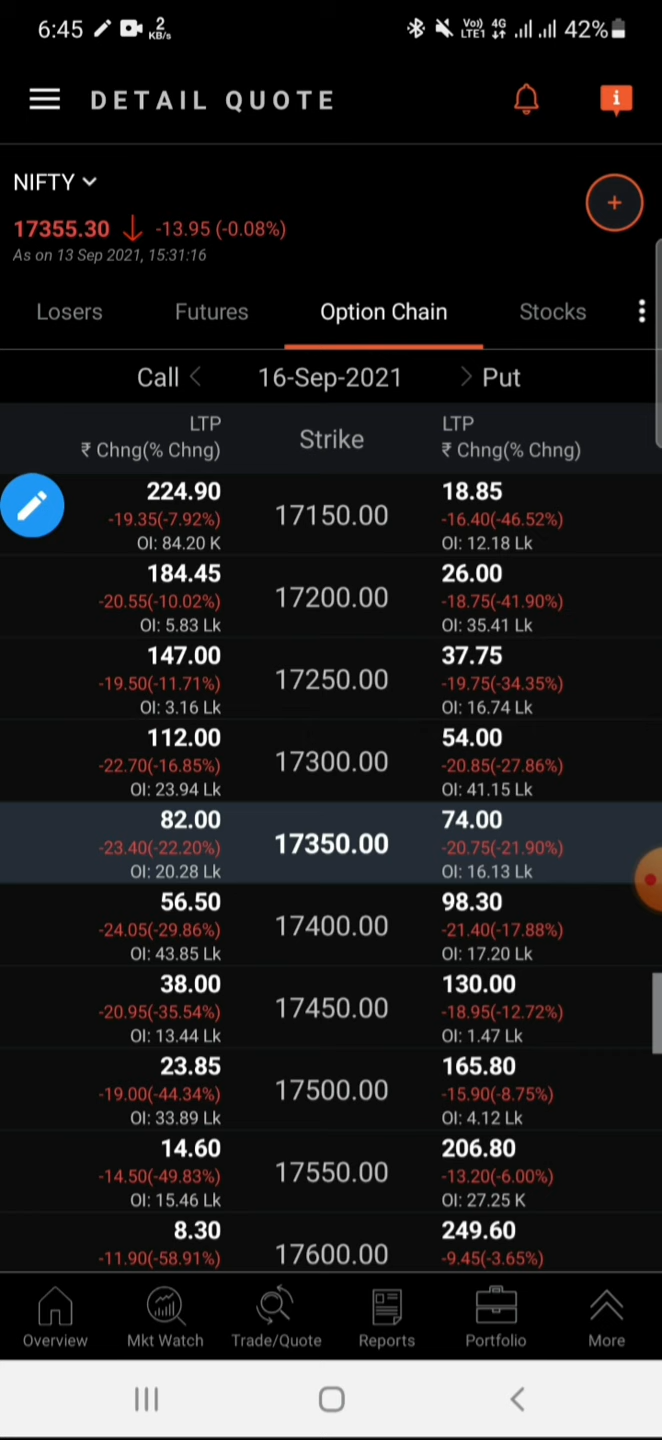 6:45 2 KB/s Vo)) LTE1 4G 42%
DETAIL QUOTE
NIFTY
17355.30 -13.95 (-0.08%)
As on 13 Sep 2021, 15:31:16
Losers Futures Option Chain Stocks
Call 16-Sep-2021 Put
LTP Strike LTP
₹ Chng(% Chng) ₹ Chng(% Chng)
224.90 17150.00 18.85
-19.35(-7.92%) -16.40(-46.52%)
OI: 84.20 K OI: 12.18 Lk
184.45 17200.00 26.00
-20.55(-10.02%) -18.75(-41.90%)
OI: 5.83 Lk OI: 35.41 Lk
147.00 17250.00 37.75
-19.50(-11.71%) -19.75(-34.35%)
OI: 3.16 Lk OI: 16.74 Lk
112.00 17300.00 54.00
-22.70(-16.85%) -20.85(-27.86%)
OI: 23.94 Lk OI: 41.15 Lk
82.00 17350.00 74.00
-23.40(-22.20%) -20.75(-21.90%)
OI: 20.28 Lk OI: 16.13 Lk
56.50 17400.00 98.30
-24.05(-29.86%) -21.40(-17.88%)
OI: 43.85 Lk OI: 17.20 Lk
38.00 17450.00 130.00
-20.95(-35.54%) -18.95(-12.72%)
OI: 13.44 Lk OI: 1.47 Lk
23.85 17500.00 165.80
-19.00(-44.34%) -15.90(-8.75%)
OI: 33.89 Lk OI: 4.12 Lk
14.60 17550.00 206.80
-14.50(-49.83%) -13.20(-6.00%)
OI: 15.46 Lk OI: 27.25 K
8.30 17600.00 249.60
-11.90(-58.91%) -9.45(-3.65%)
Overview Mkt Watch Trade/Quote Reports Portfolio More